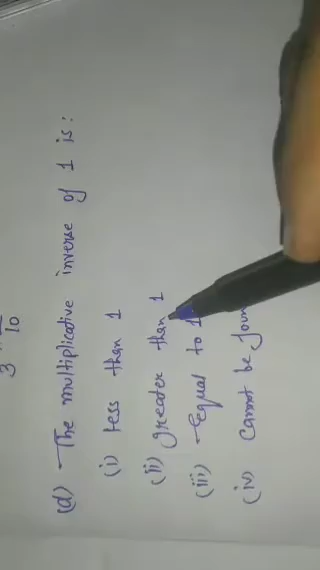 3 10
(d) The multiplicative inverse of 1 is:
(i) Less than 1
(ii) greater than 1
(iii) Equal to 1
(iv) Cannot be